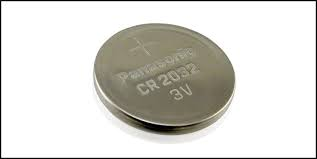 +
Panasonic
CR 2032
3V